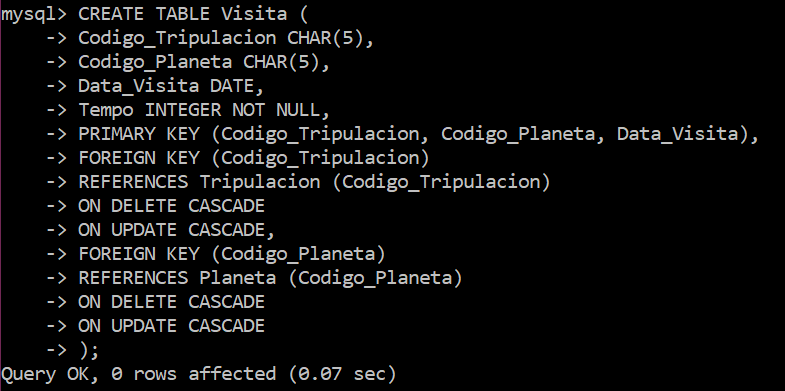 mysql> CREATE TABLE Visita (
    -> Codigo_Tripulacion CHAR(5),
    -> Codigo_Planeta CHAR(5),
    -> Data_Visita DATE,
    -> Tempo INTEGER NOT NULL,
    -> PRIMARY KEY (Codigo_Tripulacion, Codigo_Planeta, Data_Visita),
    -> FOREIGN KEY (Codigo_Tripulacion)
    -> REFERENCES Tripulacion (Codigo_Tripulacion)
    -> ON DELETE CASCADE
    -> ON UPDATE CASCADE,
    -> FOREIGN KEY (Codigo_Planeta)
    -> REFERENCES Planeta (Codigo_Planeta)
    -> ON DELETE CASCADE
    -> ON UPDATE CASCADE
    -> );
Query OK, 0 rows affected (0.07 sec)